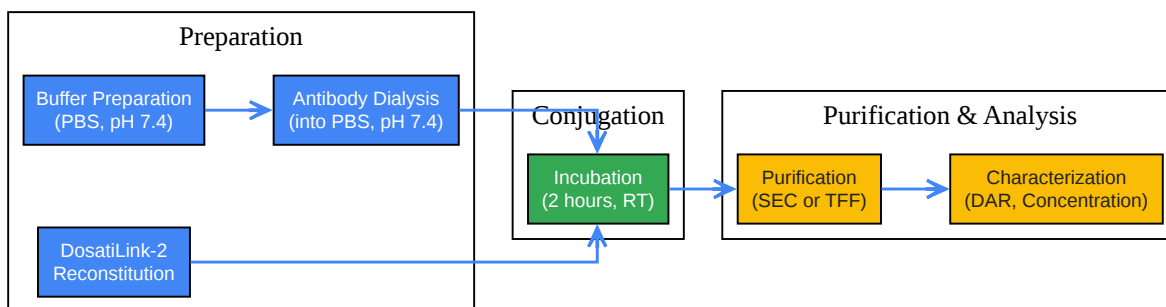 Preparation
Buffer Preparation
(PBS, pH 7.4)
Antibody Dialysis
(into PBS, pH 7.4)
DosatiLink-2
Reconstitution
Conjugation
Incubation
(2 hours, RT)
Purification & Analysis
Purification
(SEC or TFF)
Characterization
(DAR, Concentration)